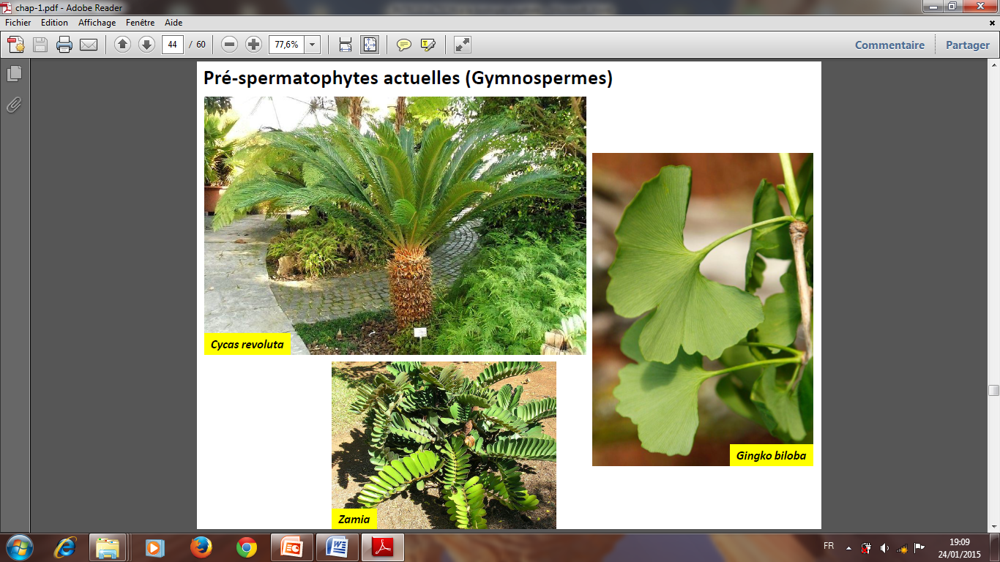 chap-1.pdf - Adobe Reader
Fichier Edition Affichage Fenêtre Aide
44 / 60 77,6% Commentaire Partager
Pré-spermatophytes actuelles (Gymnospermes)
Cycas revoluta
Gingko biloba
Zamia
FR 19:09
24/01/2015